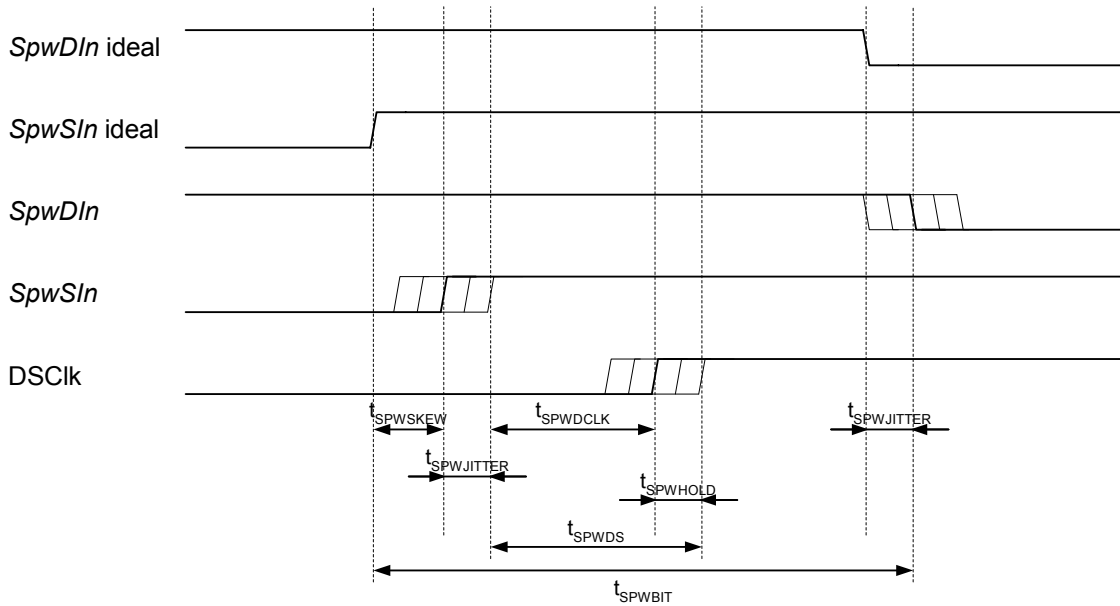 SpwDIn ideal
SpwSIn ideal
SpwDIn
SpwSIn
DSClk
tSPWSKEW
tSPWDCLK
tSPWJITTER
tSPWJITTER
tSPWHOLD
tSPWDS
tSPWBIT